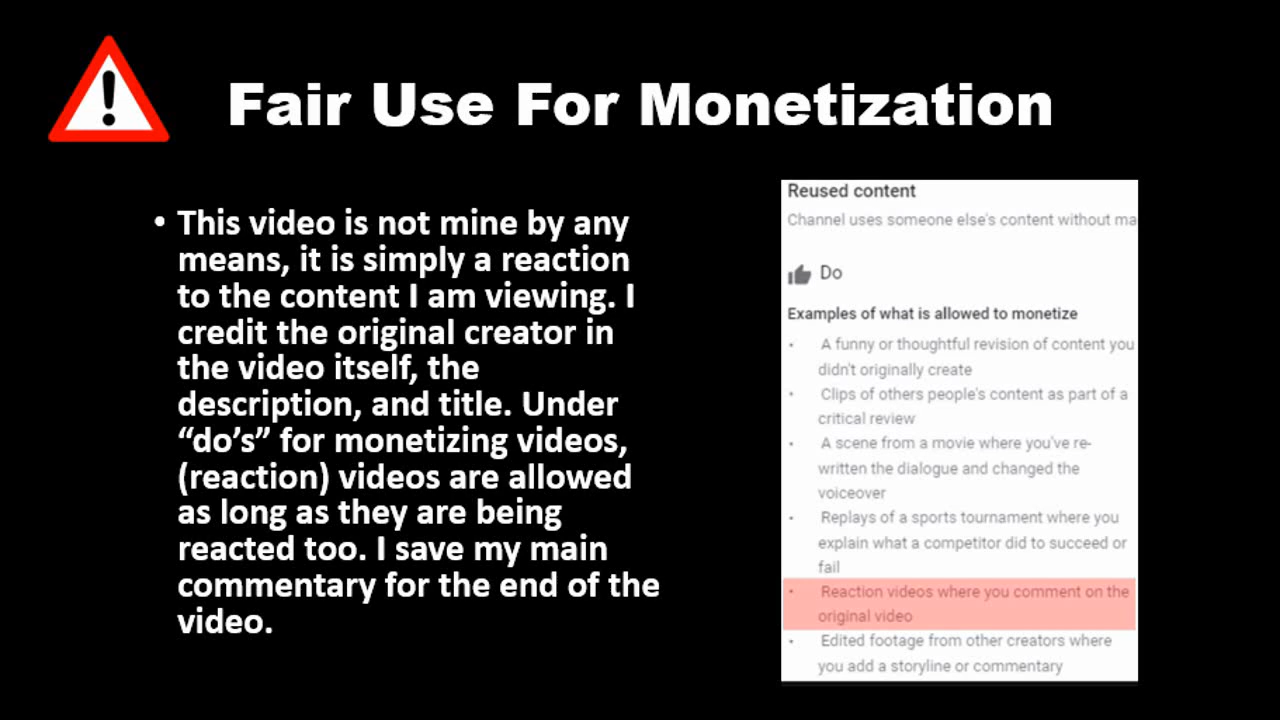 Fair Use For Monetization
• This video is not mine by any
means, it is simply a reaction
to the content I am viewing. I
credit the original creator in
the video itself, the
description, and title. Under
“do’s” for monetizing videos,
(reaction) videos are allowed
as long as they are being
reacted too. I save my main
commentary for the end of the
video.
Reused content
Channel uses someone else's content without ma
Do
Examples of what is allowed to monetize
• A funny or thoughtful revision of content you
didn't originally create
• Clips of others people's content as part of a
critical review
• A scene from a movie where you've re-
written the dialogue and changed the
voiceover
• Replays of a sports tournament where you
explain what a competitor did to succeed or
fail
• Reaction videos where you comment on the
original video
• Edited footage from other creators where
you add a storyline or commentary